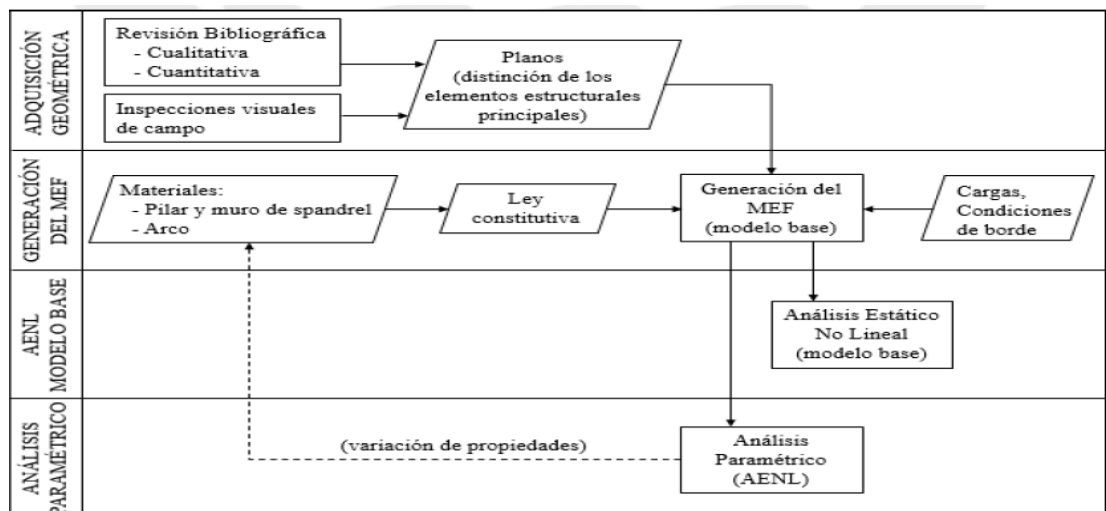 ADQUISICIÓN
GEOMÉTRICA
Revisión Bibliográfica
- Cualitativa
- Cuantitativa
Inspecciones visuales
de campo
Planos
(distinción de los
elementos estructurales
principales)
GENERACIÓN
DEL MEF
Materiales:
- Pilar y muro de spandrel
- Arco
Ley
constitutiva
Generación del
MEF
(modelo base)
Cargas,
Condiciones
de borde
AENL
MODELO BASE
Análisis Estático
No Lineal
(modelo base)
ANÁLISIS
PARAMÉTRICO
(variación de propiedades)
Análisis
Paramétrico
(AENL)